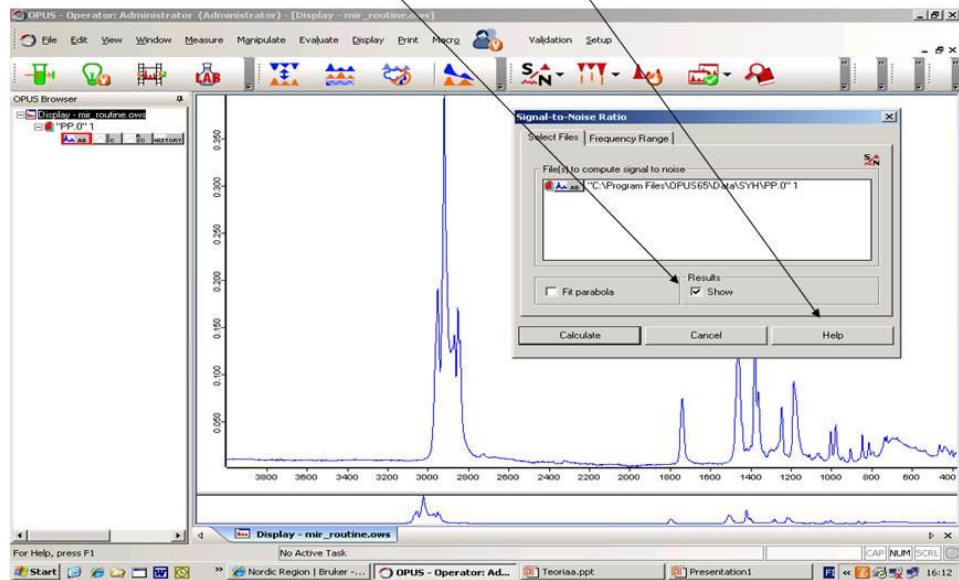 OPUS - Operator: Administrator (Administrator) - [Display - mir_routine.ows]
File Edit View Window Measure Manipulate Evaluate Display Print Macro Validation Setup
LAB S/N
OPUS Browser
Display - mir_routine.ows
"PP.0" 1
AB SC SC HISTORY
Signal-to-Noise Ratio
Select Files Frequency Range
S/N
File(s) to compute signal to noise
AB "C:\Program Files\OPUS65\Data\SYH\PP.0" 1
Fit parabola
Results
Show
Calculate Cancel Help
0.350
0.300
0.250
0.200
0.150
0.100
0.050
3800 3600 3400 3200 3000 2800 2600 2400 2200 2000 1800 1600 1400 1200 1000 800 600 400
Display - mir_routine.ows
For Help, press F1 No Active Task CAP NUM SCRL
Start Nordic Region | Bruker -... OPUS - Operator: Ad... Teoriaa.ppt Presentation1 16:12